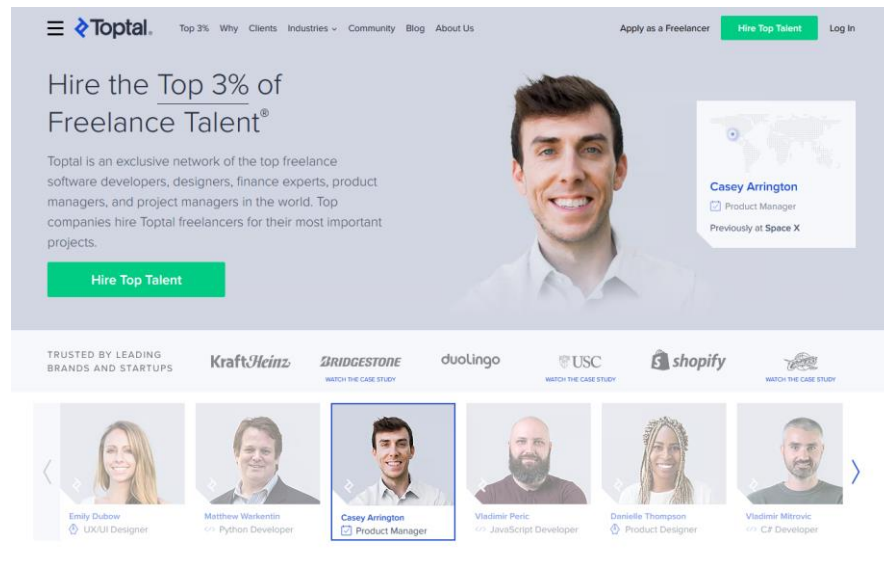 Toptal.
Top 3% Why Clients Industries Community Blog About Us
Apply as a Freelancer Hire Top Talent Log In
Hire the Top 3% of
Freelance Talent®
Toptal is an exclusive network of the top freelance
software developers, designers, finance experts, product
managers, and project managers in the world. Top
companies hire Toptal freelancers for their most important
projects.
Hire Top Talent
Casey Arrington
Product Manager
Previously at Space X
TRUSTED BY LEADING
BRANDS AND STARTUPS
KraftHeinz
BRIDGESTONE
WATCH THE CASE STUDY
duolingo
USC
WATCH THE CASE STUDY
shopify
WATCH THE CASE STUDY
Emily Dubow
UX/UI Designer
Matthew Warkentin
Python Developer
Casey Arrington
Product Manager
Vladimir Peric
JavaScript Developer
Danielle Thompson
Product Designer
Vladimir Mitrovic
C# Developer